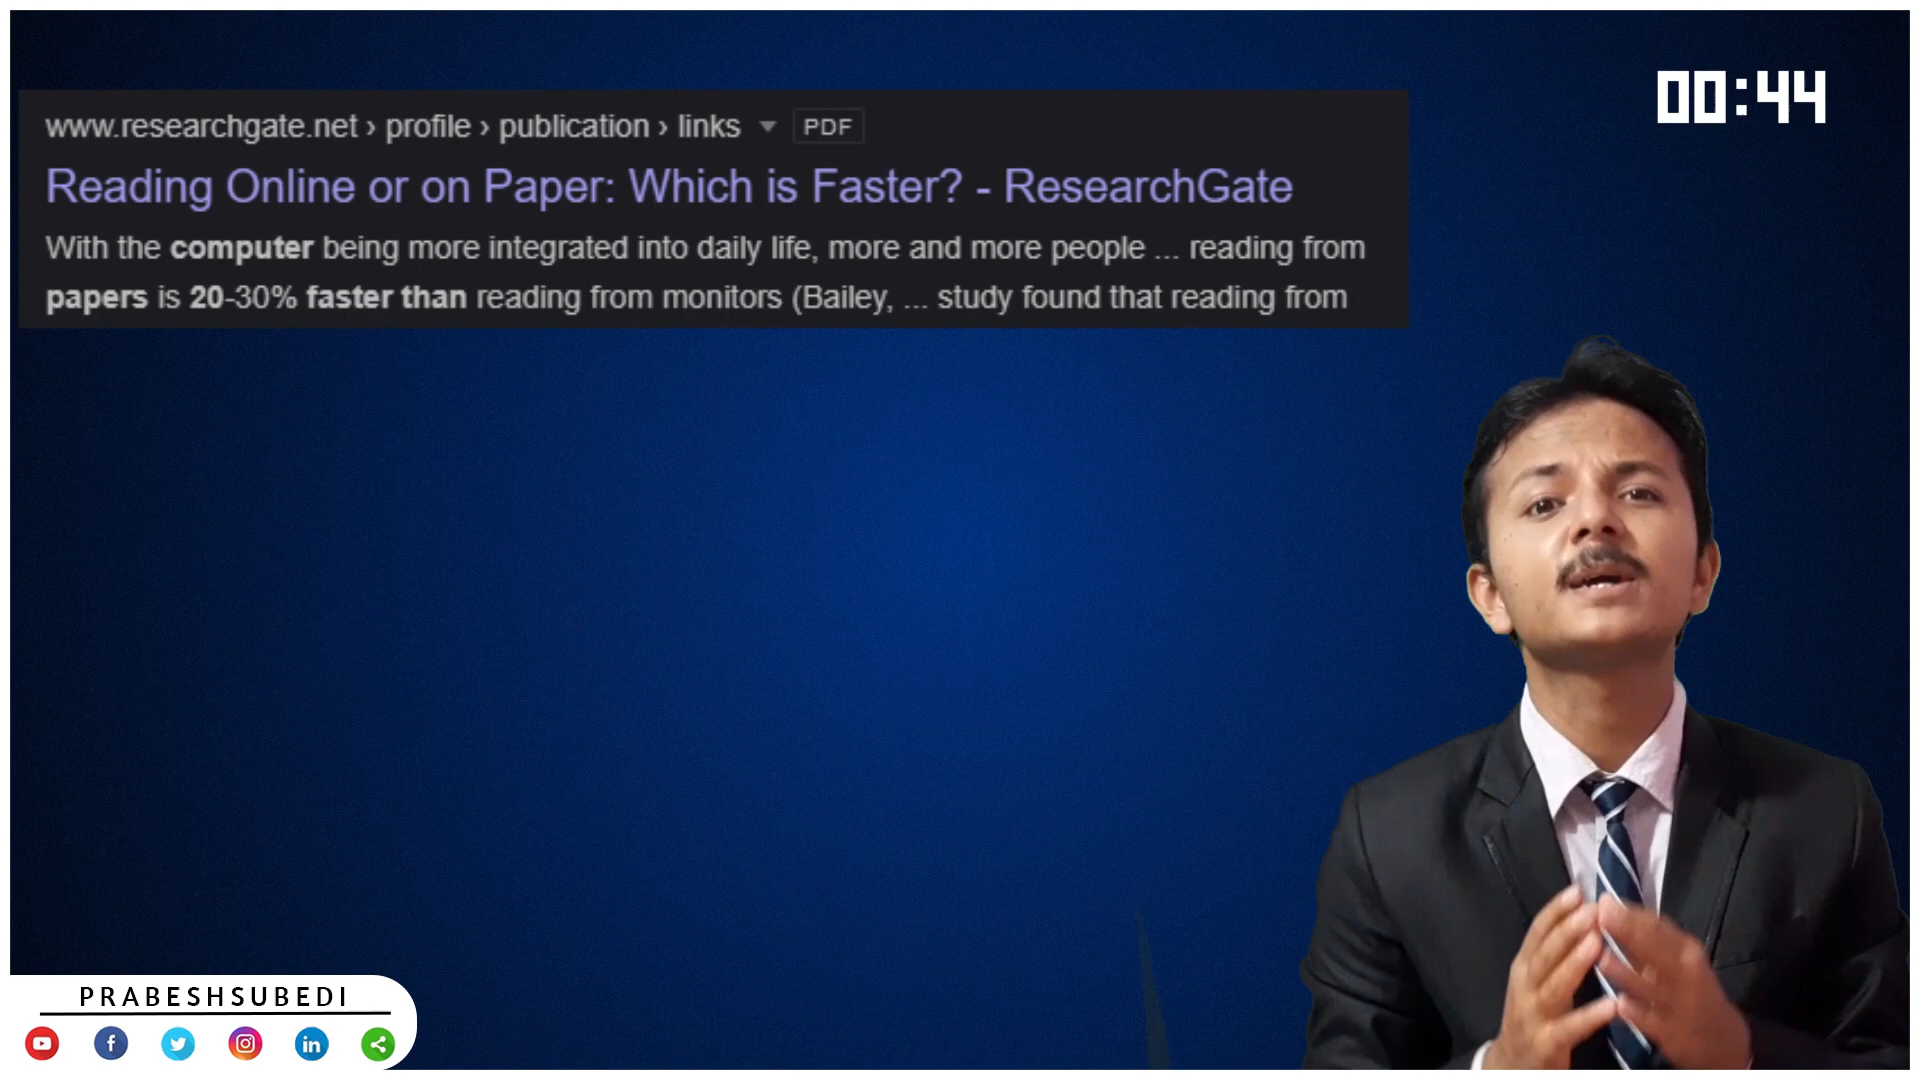 00:44
www.researchgate.net › profile › publication › links PDF
Reading Online or on Paper: Which is Faster? - ResearchGate
With the computer being more integrated into daily life, more and more people ... reading from
papers is 20-30% faster than reading from monitors (Bailey, ... study found that reading from
PRABESHSUBEDI